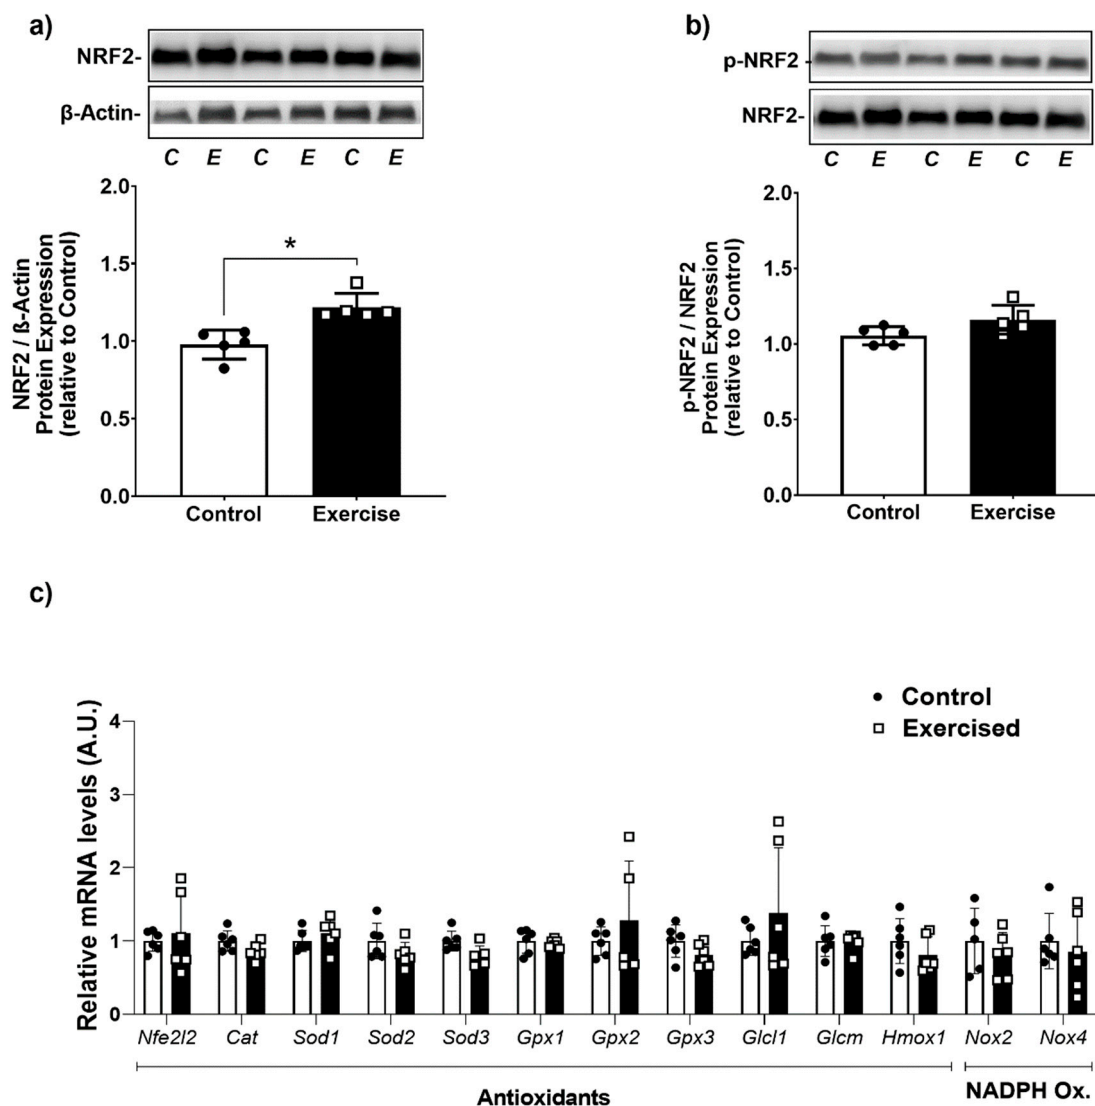 a)
NRF2-
β-Actin-
C E C E C E
NRF2 / ß-Actin
Protein Expression
(relative to Control)
2.0
1.5
1.0
0.5
0.0
*
Control Exercise
b)
p-NRF2 -
NRF2-
C E C E C E
p-NRF2 / NRF2
Protein Expression
(relative to Control)
2.0
1.5
1.0
0.5
0.0
Control Exercise
c)
Relative mRNA levels (A.U.)
4
3
2
1
0
Control
Exercised
Nfe2l2 Cat Sod1 Sod2 Sod3 Gpx1 Gpx2 Gpx3 Glcl1 Glcm Hmox1 Nox2 Nox4
Antioxidants NADPH Ox.